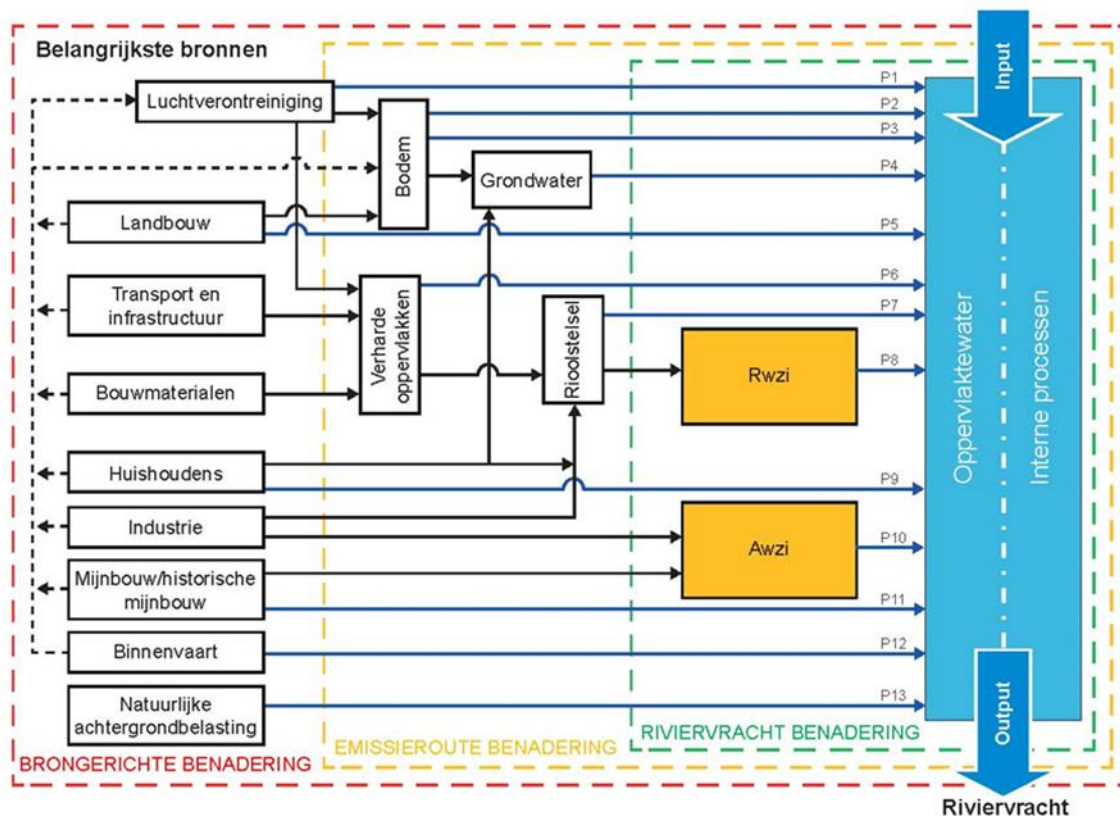 Belangrijkste bronnen
Luchtverontreiniging
Landbouw
Transport en
infrastructuur
Bouwmaterialen
Huishoudens
Industrie
Mijnbouw/historische
mijnbouw
Binnenvaart
Natuurlijke
achtergrondbelasting
BRONGERICHTE BENADERING
Bodem
Grondwater
Verharde
oppervlakken
Rioolstelsel
EMISSIEROUTE BENADERING
Rwzi
Awzi
RIVIERVRACHT BENADERING
P1
P2
P3
P4
P5
P6
P7
P8
P9
P10
P11
P12
P13
Input
Oppervlaktewater
Interne processen
Output
Riviervracht